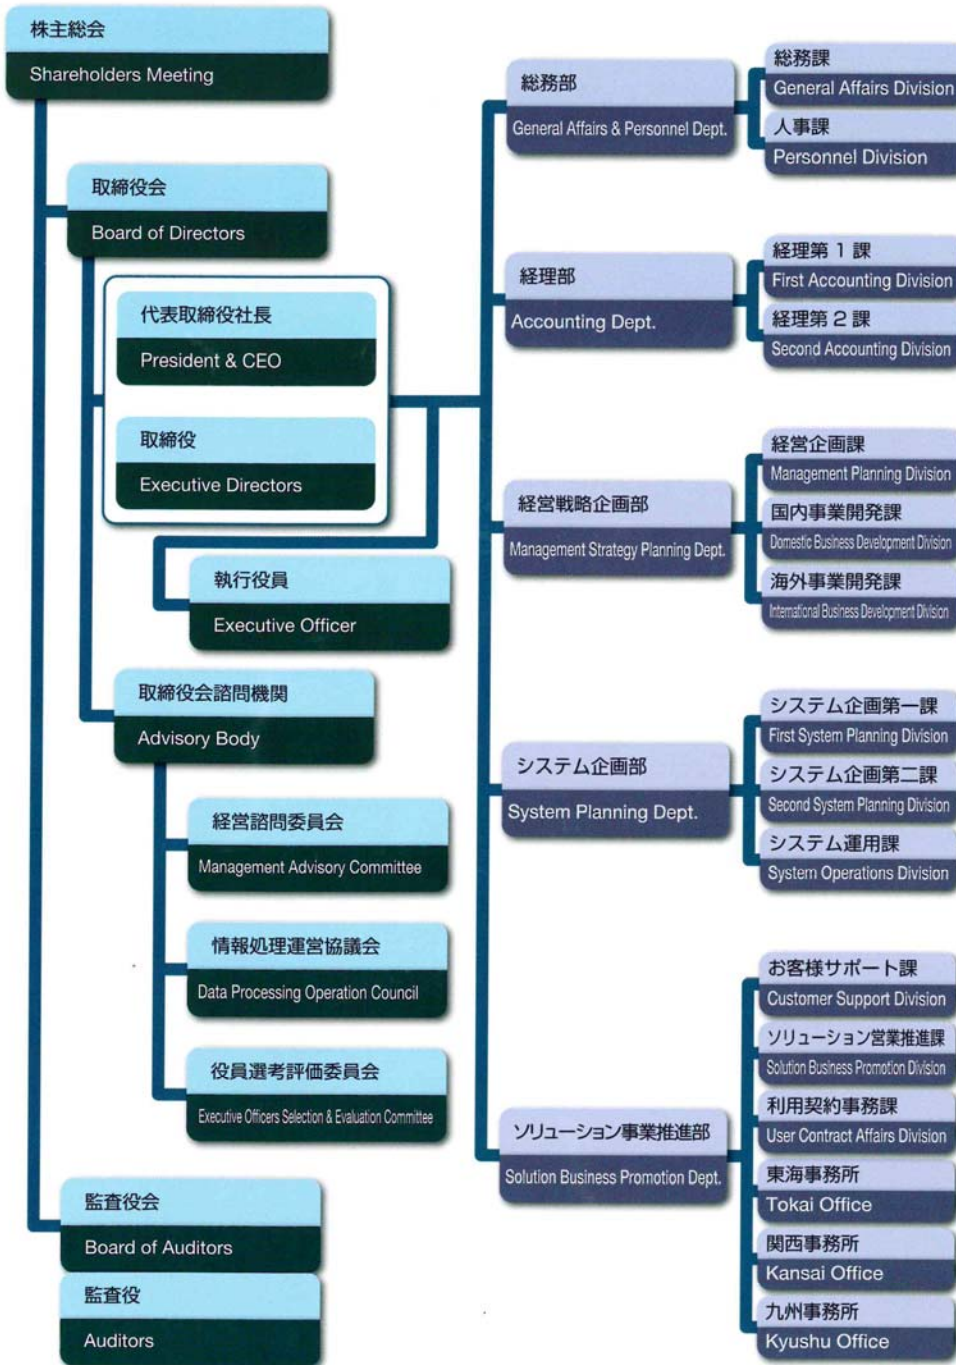 株主総会
Shareholders Meeting
取締役会
Board of Directors
代表取締役社長
President & CEO
取締役
Executive Directors
執行役員
Executive Officer
取締役会諮問機関
Advisory Body
経営諮問委員会
Management Advisory Committee
情報処理運営協議会
Data Processing Operation Council
役員選考評価委員会
Executive Officers Selection & Evaluation Committee
監査役会
Board of Auditors
監査役
Auditors
総務部
General Affairs & Personnel Dept.
総務課
General Affairs Division
人事課
Personnel Division
経理部
Accounting Dept.
経理第1課
First Accounting Division
経理第2課
Second Accounting Division
経営戦略企画部
Management Strategy Planning Dept.
経営企画課
Management Planning Division
国内事業開発課
Domestic Business Development Division
海外事業開発課
International Business Development Division
システム企画部
System Planning Dept.
システム企画第一課
First System Planning Division
システム企画第二課
Second System Planning Division
システム運用課
System Operations Division
ソリューション事業推進部
Solution Business Promotion Dept.
お客様サポート課
Customer Support Division
ソリューション営業推進課
Solution Business Promotion Division
利用契約事務課
User Contract Affairs Division
東海事務所
Tokai Office
関西事務所
Kansai Office
九州事務所
Kyushu Office